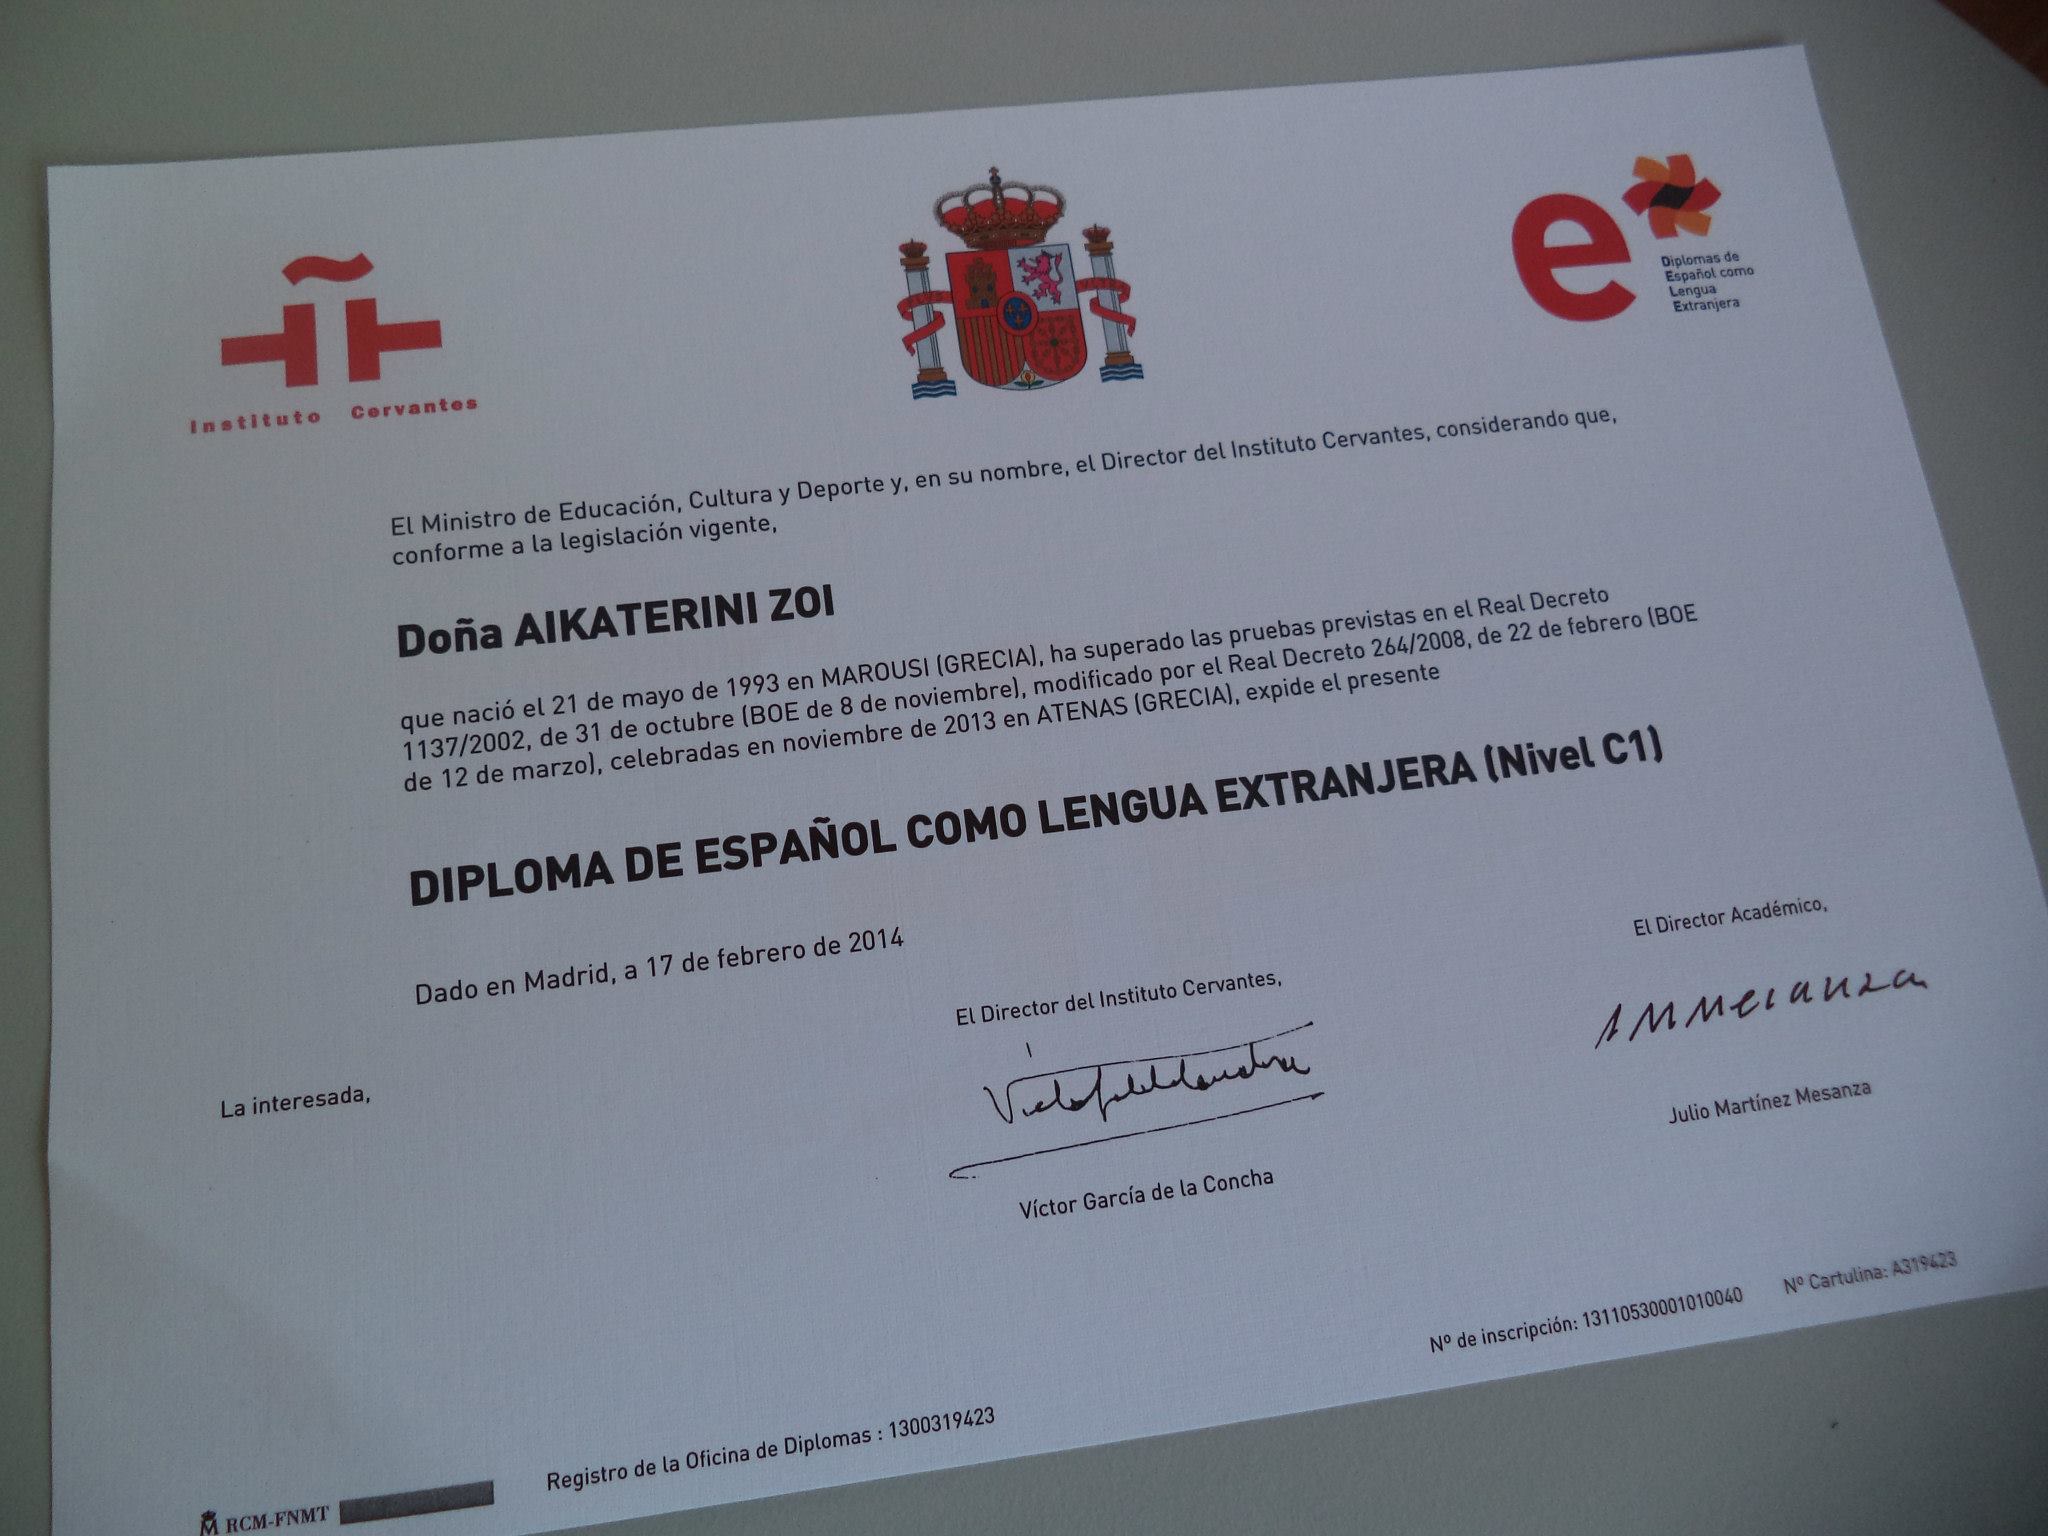 Instituto Cervantes
Diplomas de
Español como
Lengua
Extranjera
El Ministro de Educación, Cultura y Deporte y, en su nombre, el Director del Instituto Cervantes, considerando que,
conforme a la legislación vigente,
Doña AIKATERINI ZOI
que nació el 21 de mayo de 1993 en MAROUSI (GRECIA), ha superado las pruebas previstas en el Real Decreto
1137/2002, de 31 de octubre (BOE de 8 de noviembre), modificado por el Real Decreto 264/2008, de 22 de febrero (BOE
de 12 de marzo), celebradas en noviembre de 2013 en ATENAS (GRECIA), expide el presente
DIPLOMA DE ESPAÑOL COMO LENGUA EXTRANJERA (Nivel C1)
Dado en Madrid, a 17 de febrero de 2014
La interesada,
El Director del Instituto Cervantes,
Víctor García de la Concha
El Director Académico,
Julio Martínez Mesanza
Nº de inscripción: 13110530001010040
Nº Cartulina: A319423
Registro de la Oficina de Diplomas : 1300319423
RCM-FNMT